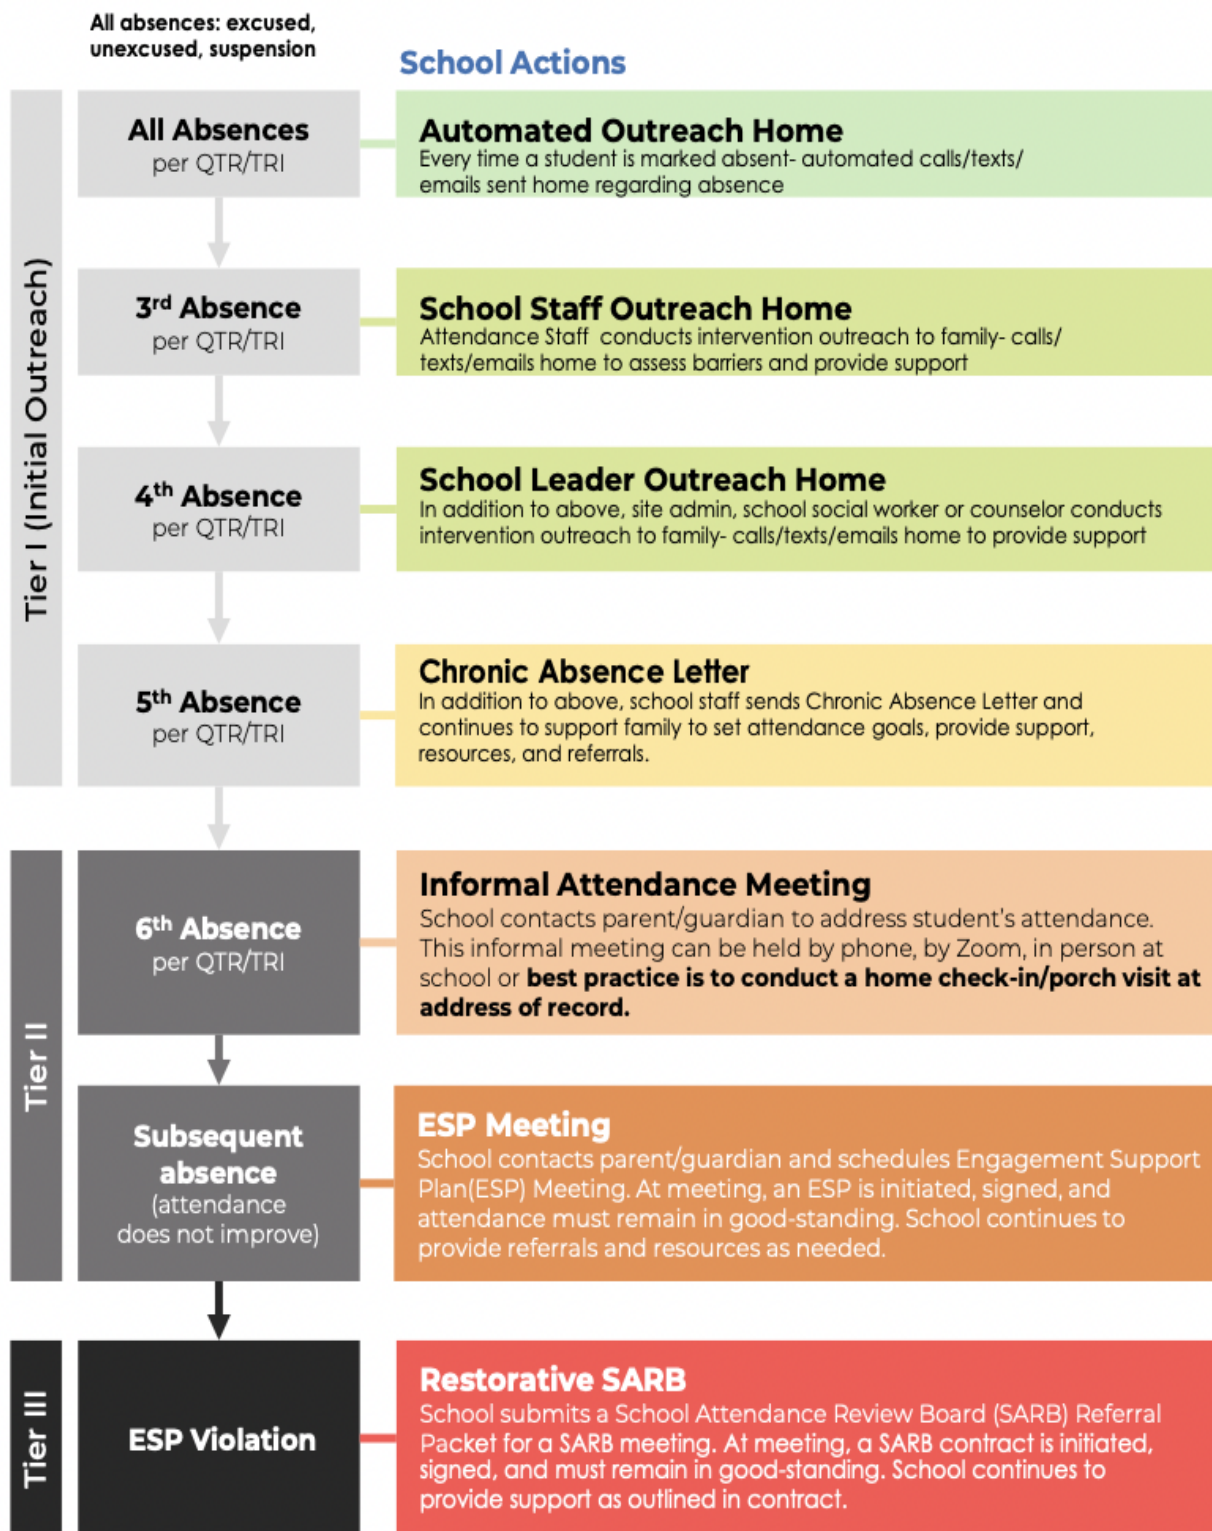 All absences: excused,
unexcused, suspension
School Actions
Tier I (Initial Outreach)
All Absences
per QTR/TRI
Automated Outreach Home
Every time a student is marked absent- automated calls/texts/
emails sent home regarding absence
3rd Absence
per QTR/TRI
School Staff Outreach Home
Attendance Staff conducts intervention outreach to family- calls/
texts/emails home to assess barriers and provide support
4th Absence
per QTR/TRI
School Leader Outreach Home
In addition to above, site admin, school social worker or counselor conducts
intervention outreach to family- calls/texts/emails home to provide support
5th Absence
per QTR/TRI
Chronic Absence Letter
In addition to above, school staff sends Chronic Absence Letter and
continues to support family to set attendance goals, provide support,
resources, and referrals.
Tier II
6th Absence
per QTR/TRI
Informal Attendance Meeting
School contacts parent/guardian to address student's attendance.
This informal meeting can be held by phone, by Zoom, in person at
school or best practice is to conduct a home check-in/porch visit at
address of record.
Subsequent
absence
(attendance
does not improve)
ESP Meeting
School contacts parent/guardian and schedules Engagement Support
Plan(ESP) Meeting. At meeting, an ESP is initiated, signed, and
attendance must remain in good-standing. School continues to
provide referrals and resources as needed.
Tier III
ESP Violation
Restorative SARB
School submits a School Attendance Review Board (SARB) Referral
Packet for a SARB meeting. At meeting, a SARB contract is initiated,
signed, and must remain in good-standing. School continues to
provide support as outlined in contract.